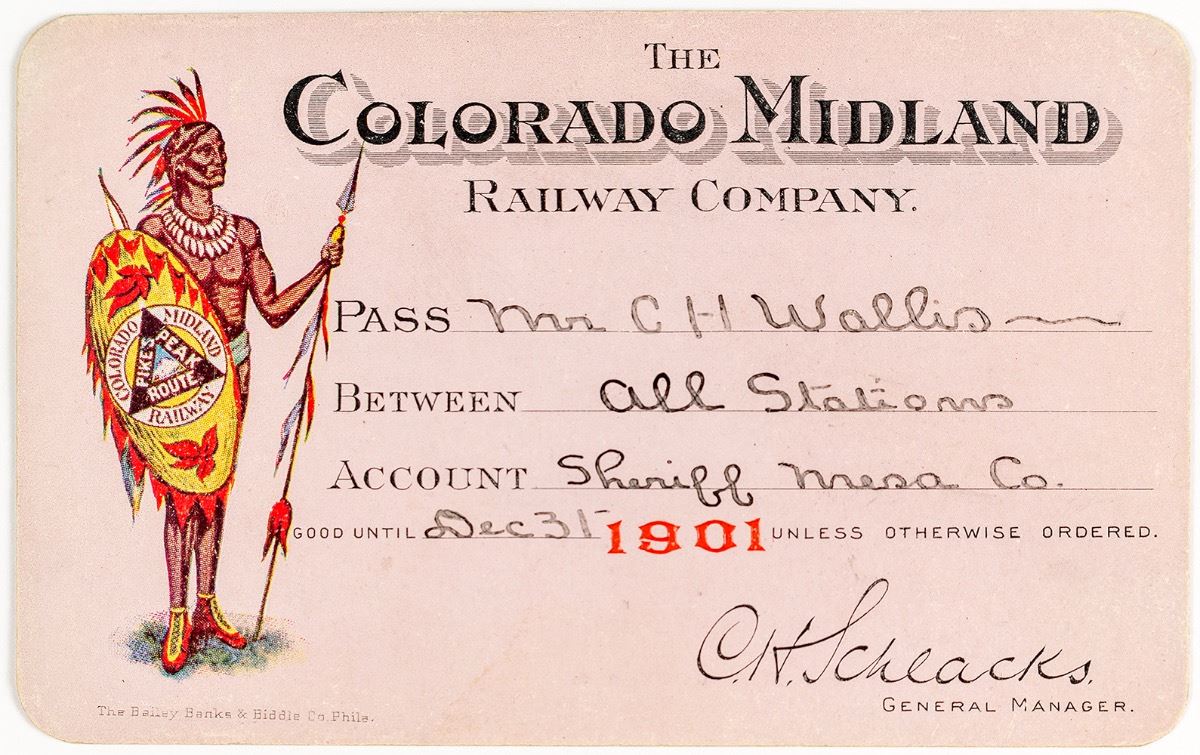 THE
COLORADO MIDLAND
RAILWAY COMPANY.
PASS Mr C H Wallis
BETWEEN All Stations
ACCOUNT Sheriff Mesa Co.
GOOD UNTIL Dec 31 1901 UNLESS OTHERWISE ORDERED.
COLORADO MIDLAND RAILWAY
PIKE'S PEAK ROUTE
C. H. Schlacks.
GENERAL MANAGER.
The Bailey Banks & Biddle Co. Phila.